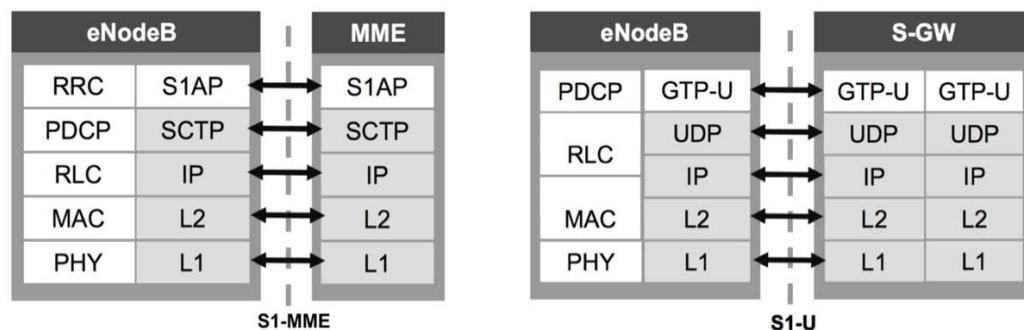 eNodeB MME
RRC S1AP S1AP
PDCP SCTP SCTP
RLC IP IP
MAC L2 L2
PHY L1 L1
S1-MME
eNodeB S-GW
PDCP GTP-U GTP-U GTP-U
RLC UDP UDP UDP
IP IP IP
MAC L2 L2 L2
PHY L1 L1 L1
S1-U